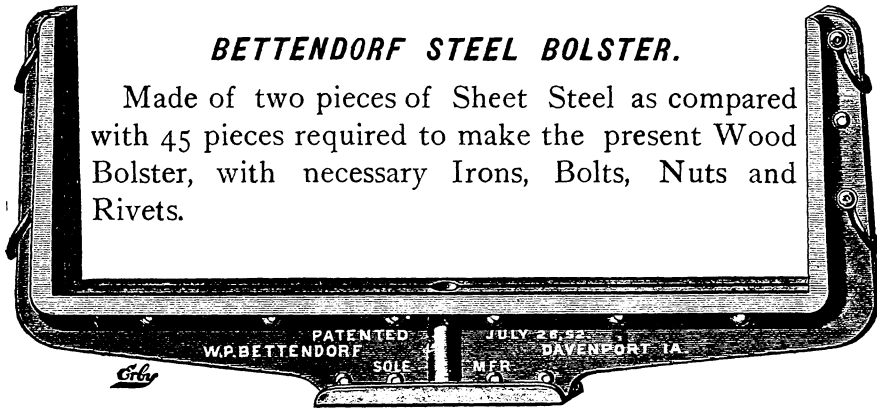 BETTENDORF STEEL BOLSTER.
Made of two pieces of Sheet Steel as compared
with 45 pieces required to make the present Wood
Bolster, with necessary Irons, Bolts, Nuts and
Rivets.
PATENTED JULY 26,92
W.P.BETTENDORF DAVENPORT IA.
SOLE MFR
Erby